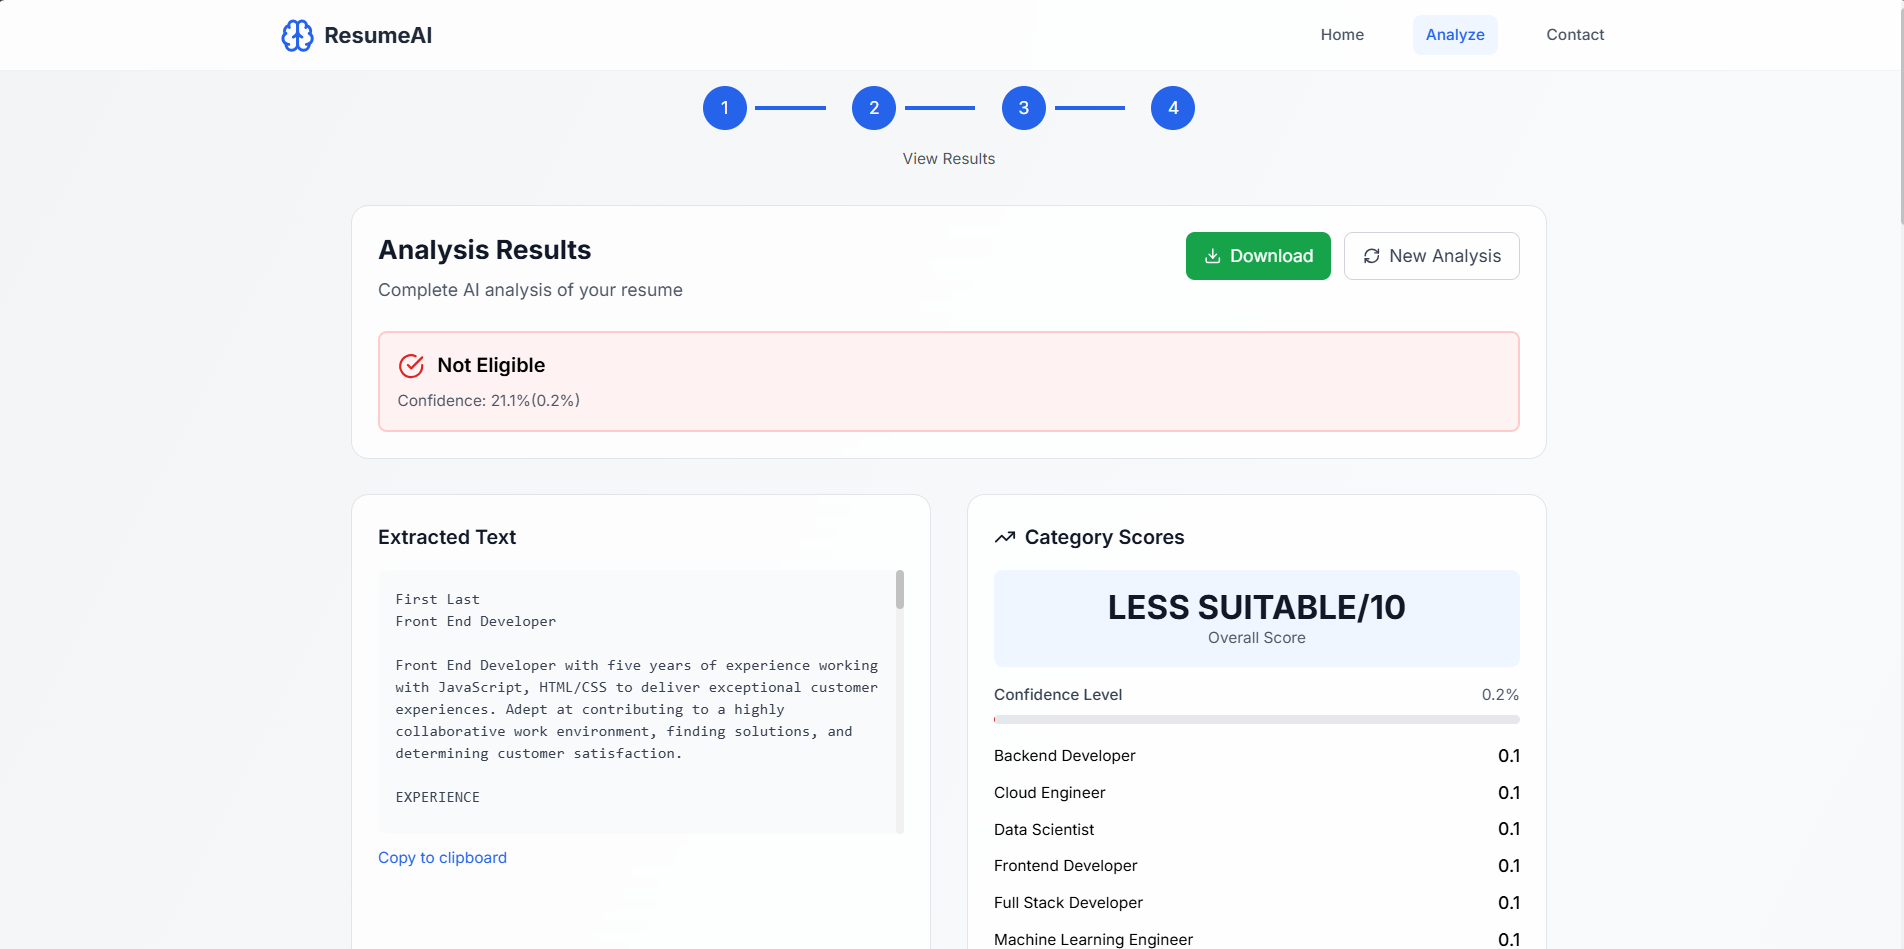 ResumeAI
Home
Analyze
Contact
1
2
3
4
View Results
Analysis Results
Complete AI analysis of your resume
Download
New Analysis
Not Eligible
Confidence: 21.1%(0.2%)
Extracted Text
First Last
Front End Developer
Front End Developer with five years of experience working
with JavaScript, HTML/CSS to deliver exceptional customer
experiences. Adept at contributing to a highly
collaborative work environment, finding solutions, and
determining customer satisfaction.
EXPERIENCE
Copy to clipboard
Category Scores
LESS SUITABLE/10
Overall Score
Confidence Level 0.2%
Backend Developer 0.1
Cloud Engineer 0.1
Data Scientist 0.1
Frontend Developer 0.1
Full Stack Developer 0.1
Machine Learning Engineer 0.1